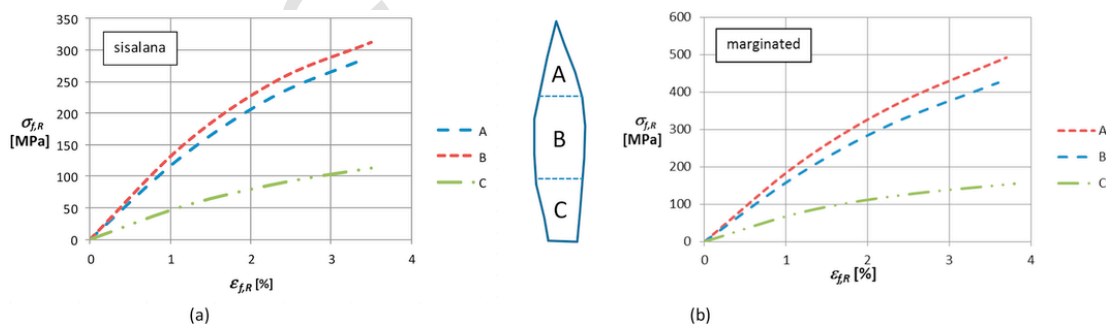 350
300
250
200
150
100
50
0
sisalana
σf,R
[MPa]
0 1 2 3 4
εf,R [%]
A
B
C
(a)
A
B
C
600
500
400
300
200
100
0
marginated
σf,R
[MPa]
0 1 2 3 4
εf,R [%]
A
B
C
(b)